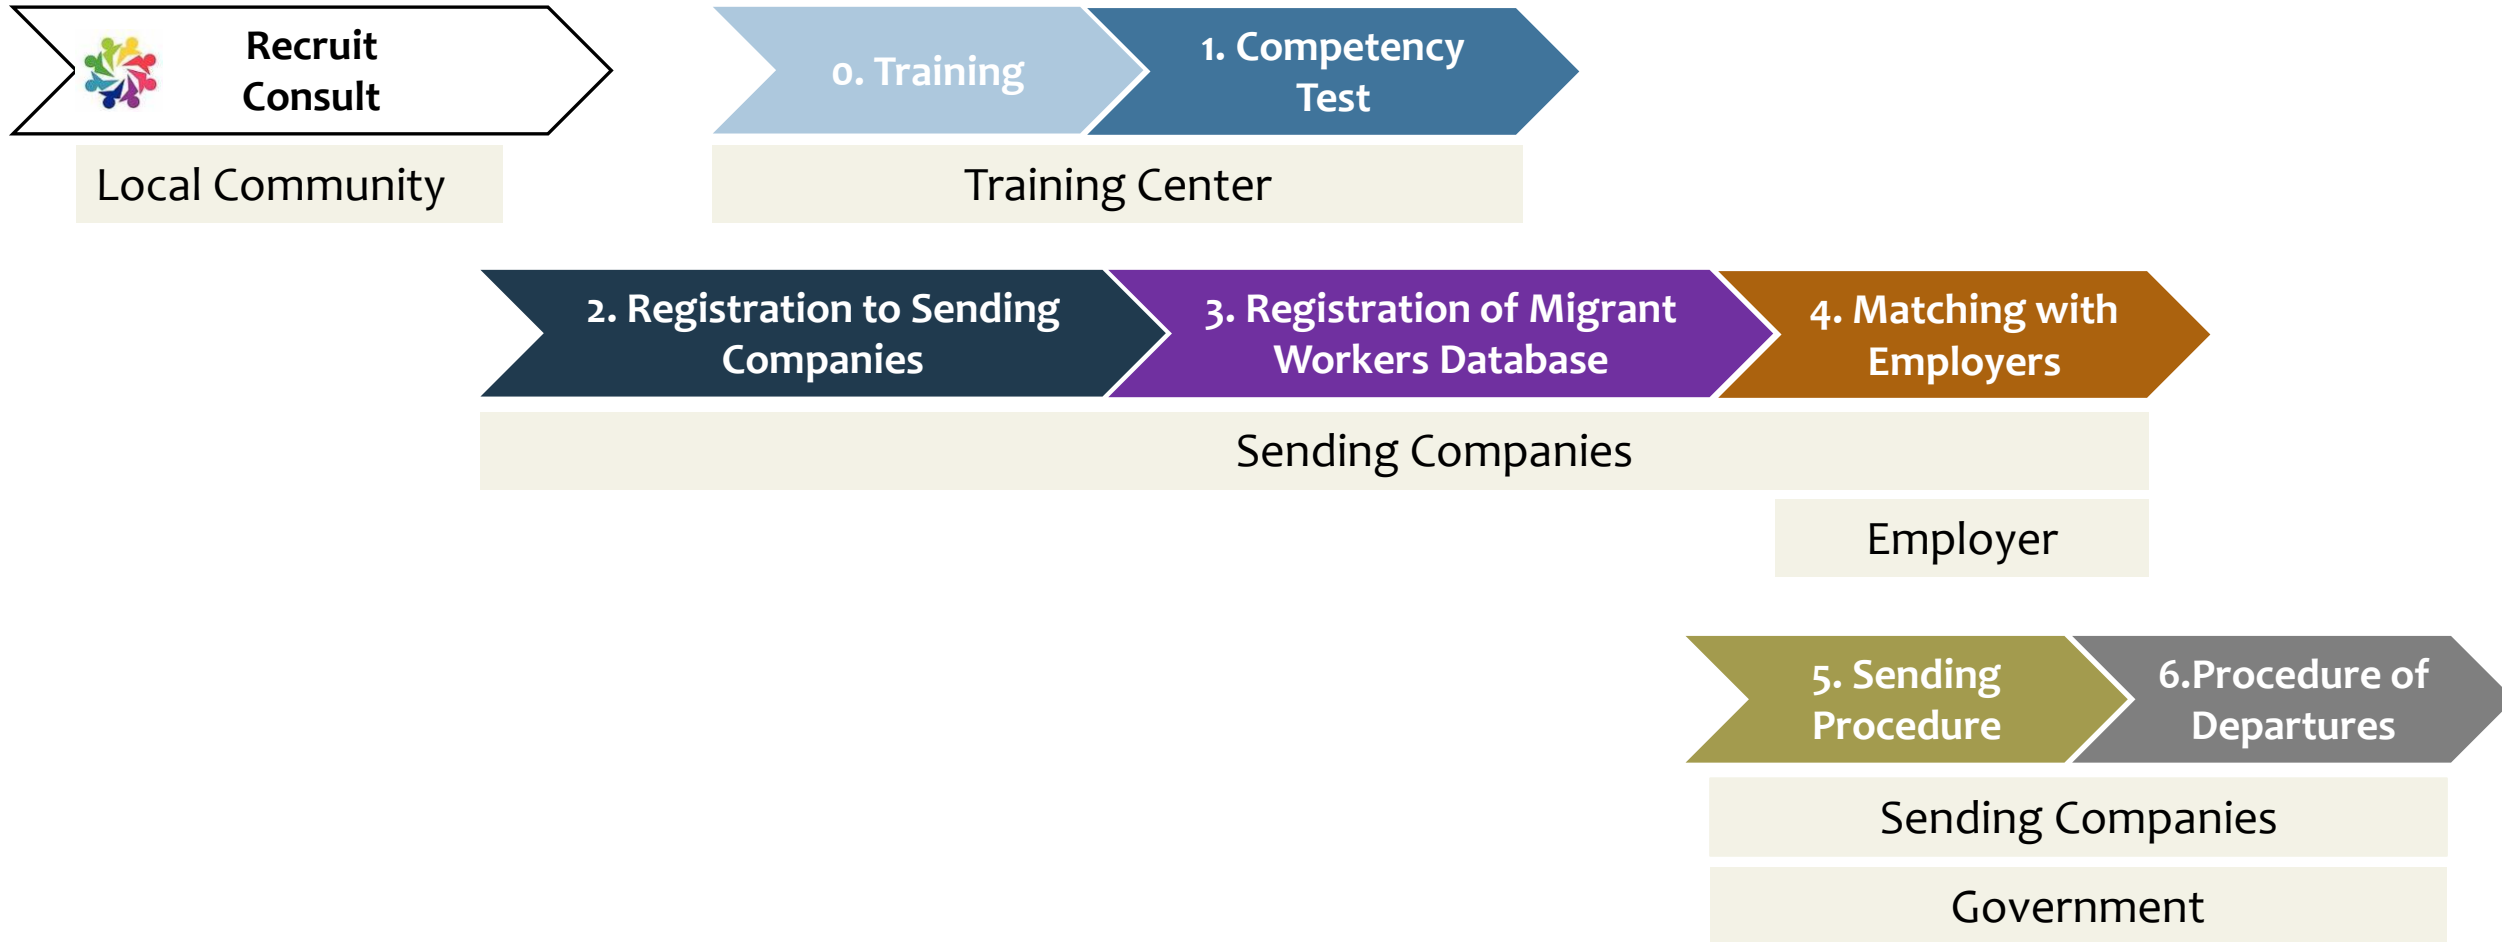 Recruit
Consult
0. Training
1. Competency
Test
Local Community
Training Center
2. Registration to Sending
Companies
3. Registration of Migrant
Workers Database
4. Matching with
Employers
Sending Companies
Employer
5. Sending
Procedure
6.Procedure of
Departures
Sending Companies
Government